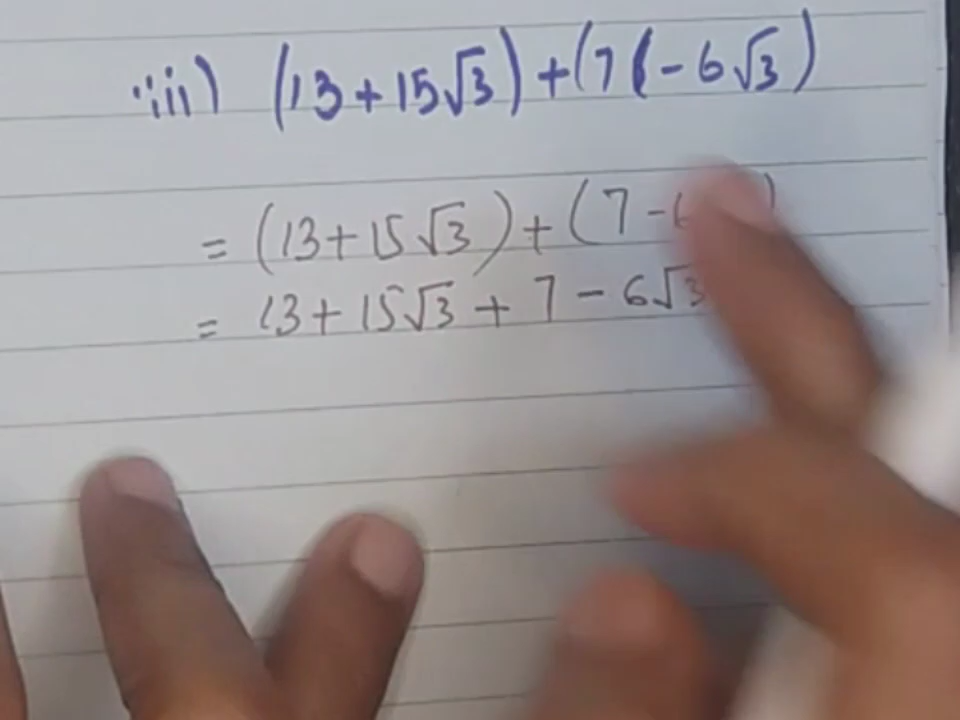 iii) (13+15√3)+(7(-6√3)
= (13+15√3)+(7-
= 13+15√3+7-6√3